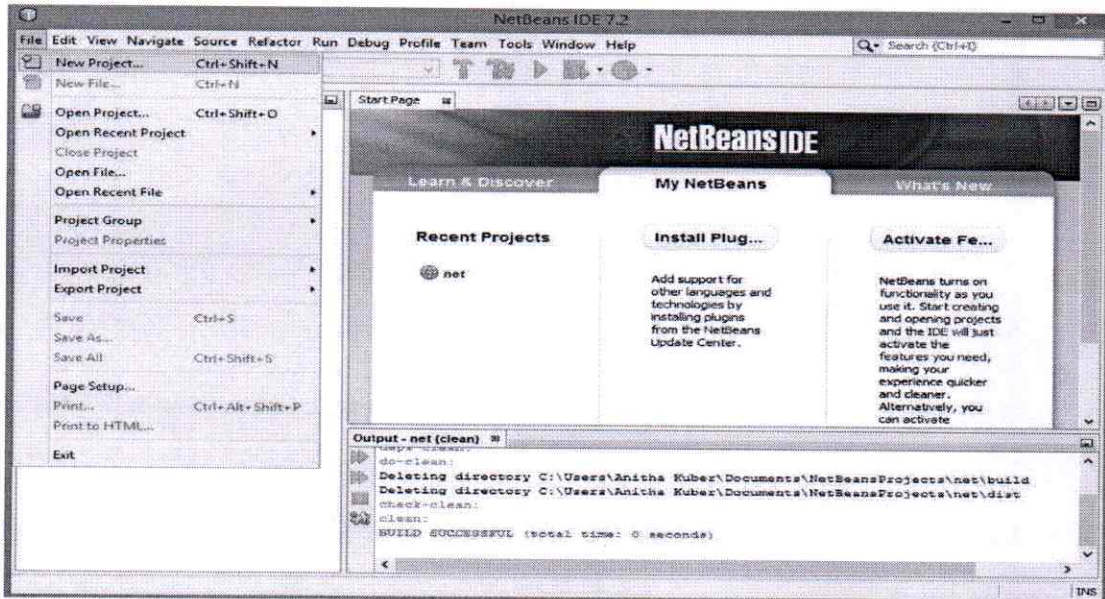 NetBeans IDE 7.2
File Edit View Navigate Source Refactor Run Debug Profile Team Tools Window Help
Search (Ctrl+I)
New Project... Ctrl+Shift+N
New File... Ctrl+N
Open Project... Ctrl+Shift+O
Open Recent Project
Close Project
Open File...
Open Recent File
Project Group
Project Properties
Import Project
Export Project
Save Ctrl+S
Save As...
Save All Ctrl+Shift+S
Page Setup...
Print... Ctrl+Alt+Shift+P
Print to HTML...
Exit
Start Page
NetBeans IDE
Learn & Discover
My NetBeans
What's New
Recent Projects
net
Install Plug...
Add support for
other languages and
technologies by
installing plugins
from the NetBeans
Update Center.
Activate Fe...
NetBeans turns on
functionality as you
use it. Start creating
and opening projects
and the IDE will just
activate the
features you need,
making your
experience quicker
and cleaner.
Alternatively, you
can activate
Output - net (clean)
deps-clean:
do-clean:
Deleting directory C:\Users\Anitha Kuber\Documents\NetBeansProjects\net\build
Deleting directory C:\Users\Anitha Kuber\Documents\NetBeansProjects\net\dist
check-clean:
clean:
BUILD SUCCESSFUL (total time: 0 seconds)
INS